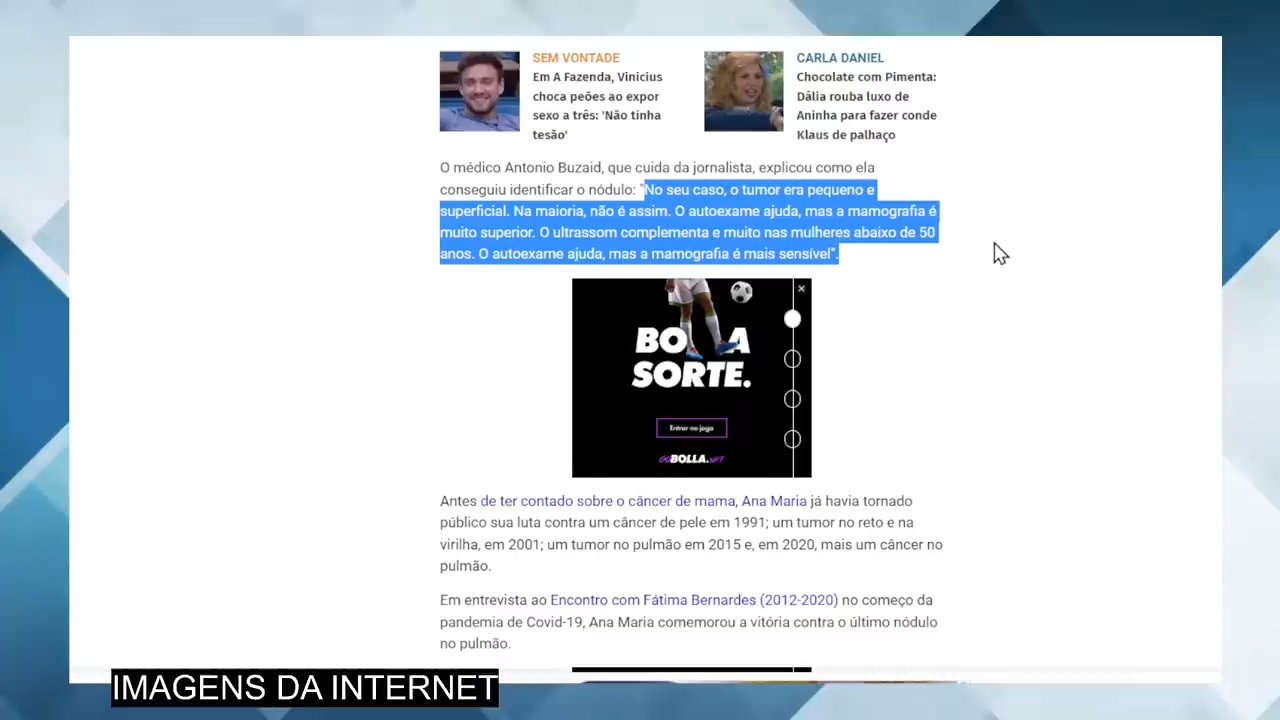 SEM VONTADE
Em A Fazenda, Vinicius
choca peões ao expor
sexo a três: 'Não tinha
tesão'
CARLA DANIEL
Chocolate com Pimenta:
Dália rouba luxo de
Aninha para fazer conde
Klaus de palhaço
O médico Antonio Buzaid, que cuida da jornalista, explicou como ela
conseguiu identificar o nódulo: "No seu caso, o tumor era pequeno e
superficial. Na maioria, não é assim. O autoexame ajuda, mas a mamografia é
muito superior. O ultrassom complementa e muito nas mulheres abaixo de 50
anos. O autoexame ajuda, mas a mamografia é mais sensível".
SORTE.
Entrar no jogo
BOLLA
Antes de ter contado sobre o câncer de mama, Ana Maria já havia tornado
público sua luta contra um câncer de pele em 1991; um tumor no reto e na
virilha, em 2001; um tumor no pulmão em 2015 e, em 2020, mais um câncer no
pulmão.
Em entrevista ao Encontro com Fátima Bernardes (2012-2020) no começo da
pandemia de Covid-19, Ana Maria comemorou a vitória contra o último nódulo
no pulmão.
IMAGENS DA INTERNET